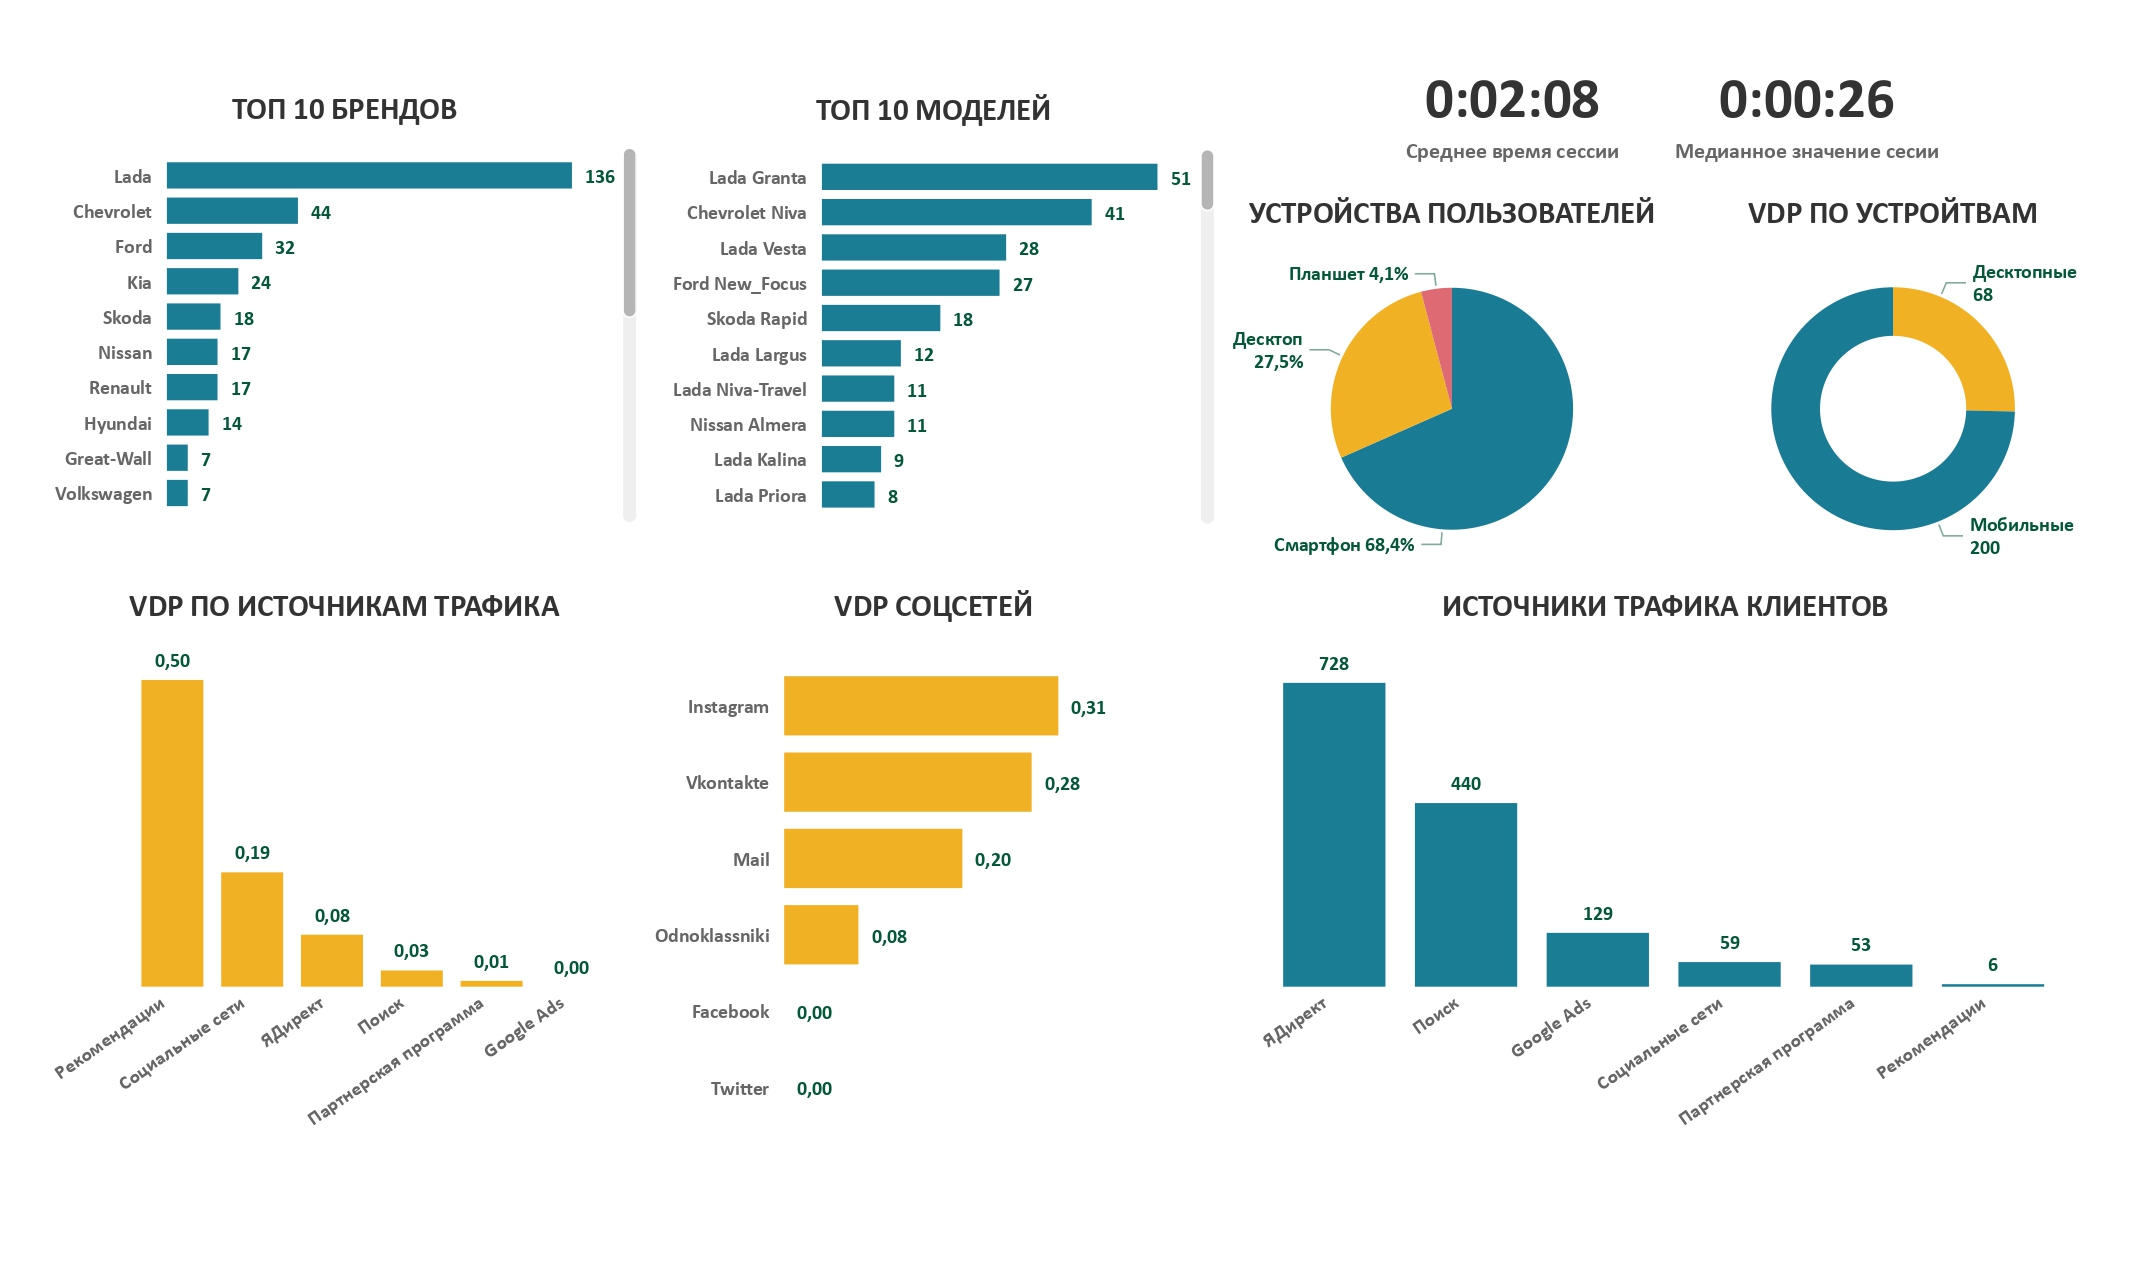 ТОП 10 БРЕНДОВ
Lada 136
Chevrolet 44
Ford 32
Kia 24
Skoda 18
Nissan 17
Renault 17
Hyundai 14
Great-Wall 7
Volkswagen 7
ТОП 10 МОДЕЛЕЙ
Lada Granta 51
Chevrolet Niva 41
Lada Vesta 28
Ford New_Focus 27
Skoda Rapid 18
Lada Largus 12
Lada Niva-Travel 11
Nissan Almera 11
Lada Kalina 9
Lada Priora 8
0:02:08
Среднее время сессии
0:00:26
Медианное значение сесии
УСТРОЙСТВА ПОЛЬЗОВАТЕЛЕЙ
Планшет 4,1%
Десктоп
27,5%
Смартфон 68,4%
VDP ПО УСТРОЙТВАМ
Десктопные
68
Мобильные
200
VDP ПО ИСТОЧНИКАМ ТРАФИКА
0,50
0,19
0,08
0,03
0,01
0,00
Рекомендации
Социальные сети
ЯДирект
Поиск
Партнерская программа
Google Ads
VDP СОЦСЕТЕЙ
Instagram 0,31
Vkontakte 0,28
Mail 0,20
Odnoklassniki 0,08
Facebook 0,00
Twitter 0,00
ИСТОЧНИКИ ТРАФИКА КЛИЕНТОВ
728
440
129
59
53
6
ЯДирект
Поиск
Google Ads
Социальные сети
Партнерская программа
Рекомендации